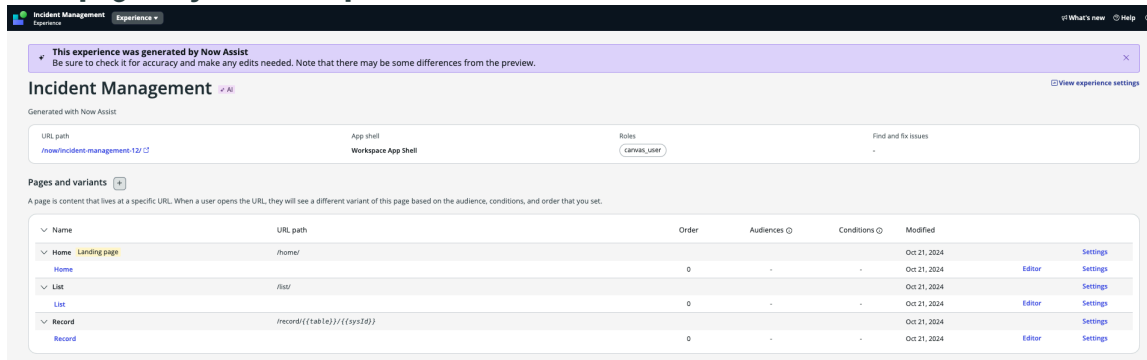 Incident Management
Experience
Experience ▾
What's new
Help
This experience was generated by Now Assist
Be sure to check it for accuracy and make any edits needed. Note that there may be some differences from the preview.
Incident Management ✓ AI
View experience settings
Generated with Now Assist
URL path App shell Roles Find and fix issues
/now/incident-management-12/ Workspace App Shell canvas_user -
Pages and variants +
A page is content that lives at a specific URL. When a user opens the URL, they will see a different variant of this page based on the audience, conditions, and order that you set.
Name URL path Order Audiences Conditions Modified
Home Landing page /home/ Oct 21, 2024 Settings
Home 0 - - Oct 21, 2024 Editor Settings
List /list/ Oct 21, 2024 Settings
List 0 - - Oct 21, 2024 Editor Settings
Record /record/{{table}}/{{sysId}} Oct 21, 2024 Settings
Record 0 - - Oct 21, 2024 Editor Settings